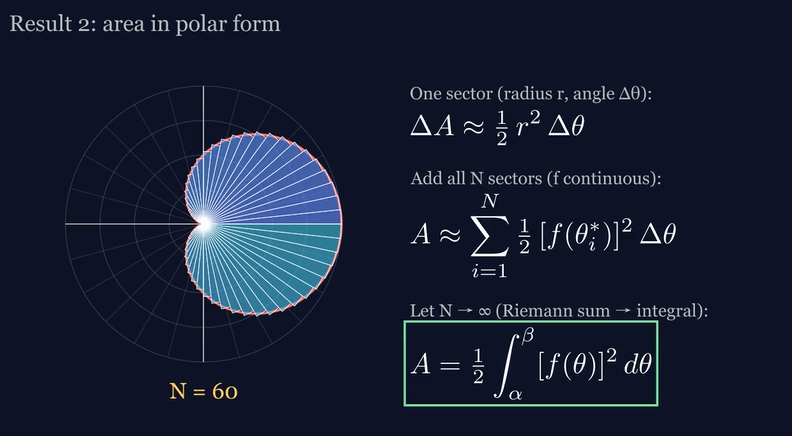 Result 2: area in polar form
One sector (radius r, angle Δθ):
ΔA ≈ ½ r² Δθ
Add all N sectors (f continuous):
A ≈ ∑_{i=1}^{N} ½ [f(θ_i^*)]² Δθ
Let N → ∞ (Riemann sum → integral):
A = ½ ∫_α^β [f(θ)]² dθ
N = 60